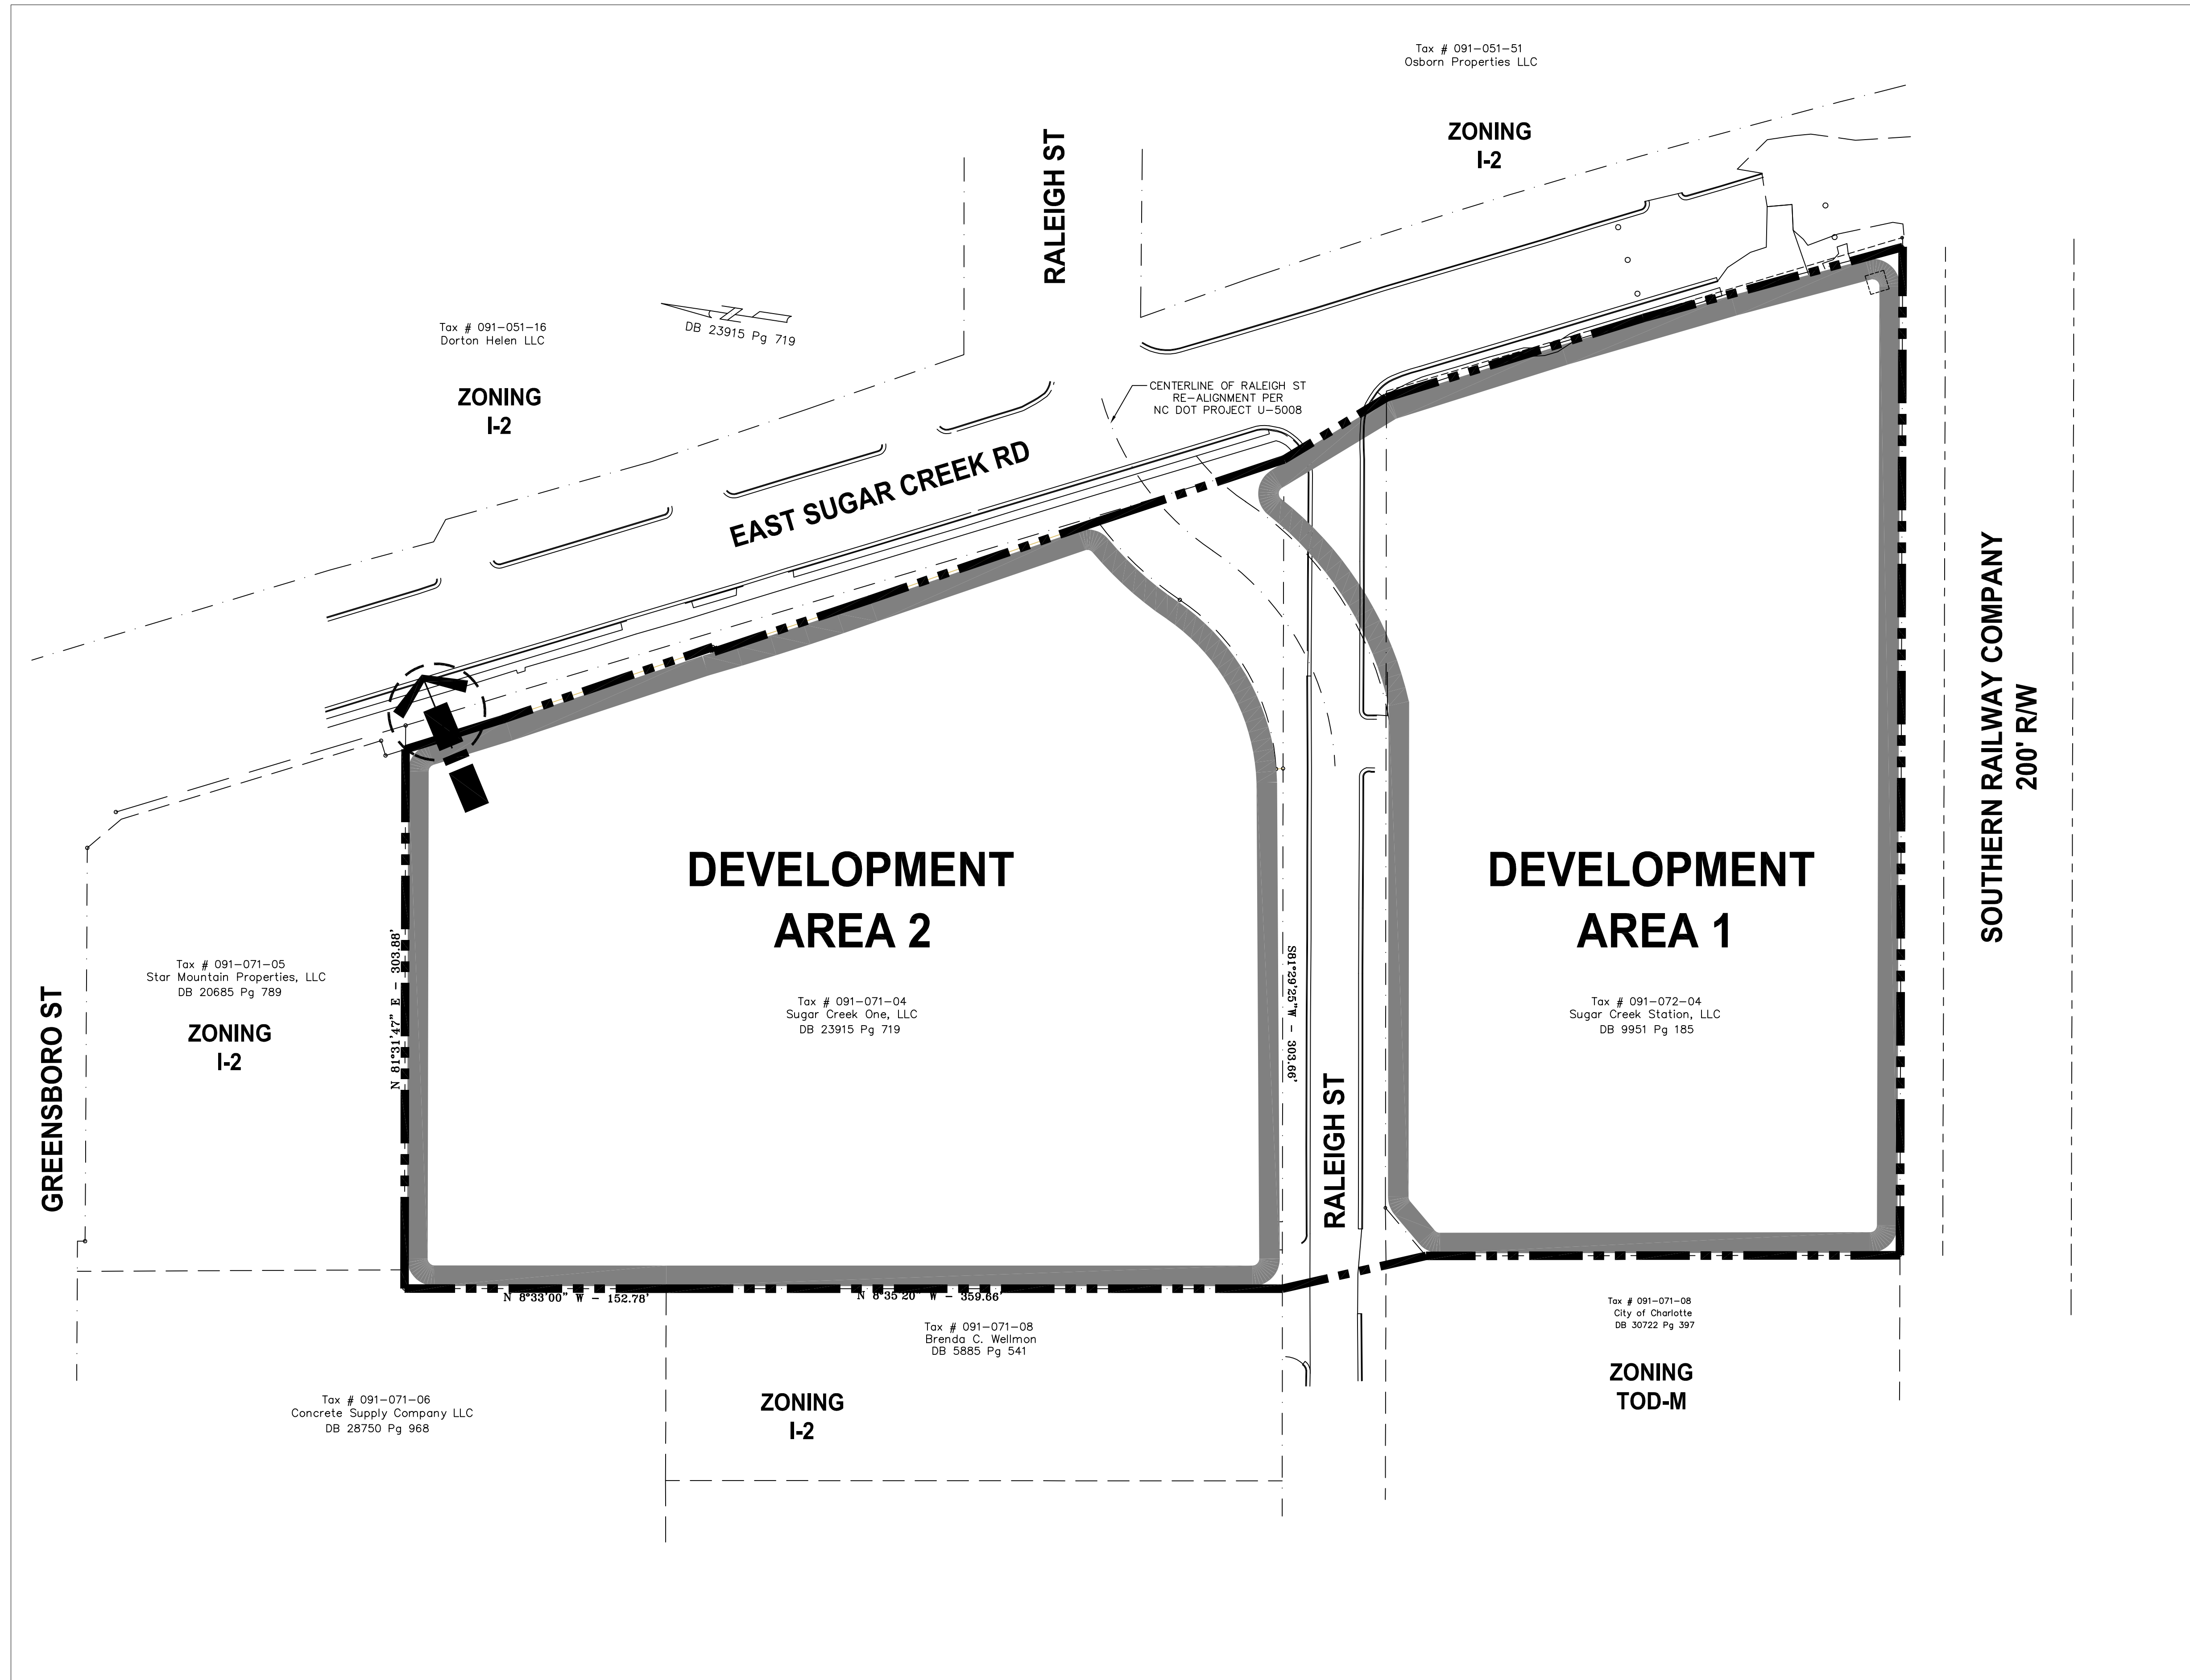 Tax # 091-051-51
Osborn Properties LLC
ZONING
I-2
RALEIGH ST
Tax # 091-051-16
Dorton Helen LLC
DB 23915 Pg 719
ZONING
I-2
CENTERLINE OF RALEIGH ST
RE-ALIGNMENT PER
NC DOT PROJECT U-5008
EAST SUGAR CREEK RD
SOUTHERN RAILWAY COMPANY
200' R/W
DEVELOPMENT
AREA 2
DEVELOPMENT
AREA 1
Tax # 091-071-05
Star Mountain Properties, LLC
DB 20685 Pg 789
ZONING
I-2
GREENSBORO ST
N 81°31'47" E - 303.88'
Tax # 091-071-04
Sugar Creek One, LLC
DB 23915 Pg 719
S81°29'25"W - 303.66'
Tax # 091-072-04
Sugar Creek Station, LLC
DB 9951 Pg 185
RALEIGH ST
N 8°33'00" W - 152.78'
N 8°35'20" W - 359.66'
Tax # 091-071-08
Brenda C. Wellmon
DB 5885 Pg 541
Tax # 091-071-08
City of Charlotte
DB 30722 Pg 397
ZONING
TOD-M
Tax # 091-071-06
Concrete Supply Company LLC
DB 28750 Pg 968
ZONING
I-2